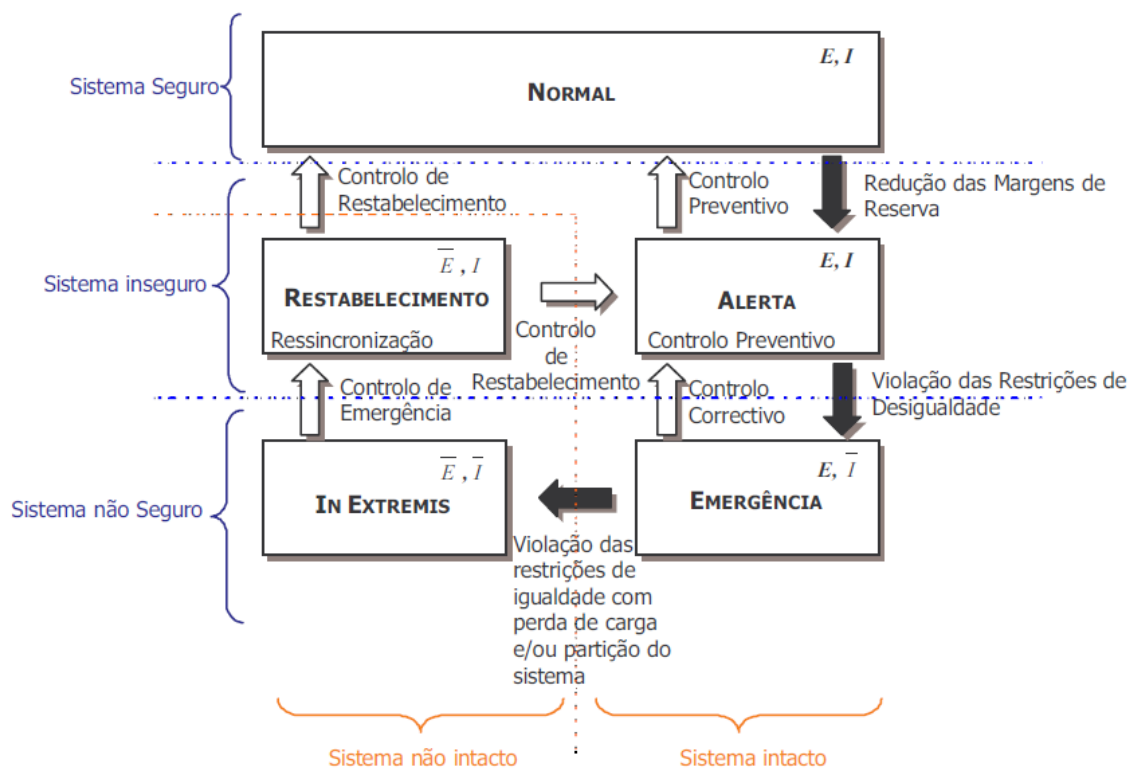 E, I
Sistema Seguro
NORMAL
Controlo de
Restabelecimento
Controlo
Preventivo
Redução das Margens de
Reserva
Sistema inseguro
E̅ , I
RESTABELECIMENTO
Ressincronização
Controlo
de
Restabelecimento
E, I
ALERTA
Controlo Preventivo
Controlo de
Emergência
Controlo
Correctivo
Violação das Restrições de
Desigualdade
Sistema não Seguro
E̅ , I̅
IN EXTREMIS
E, I̅
EMERGÊNCIA
Violação das
restrições de
igualdade com
perda de carga
e/ou partição do
sistema
Sistema não intacto
Sistema intacto